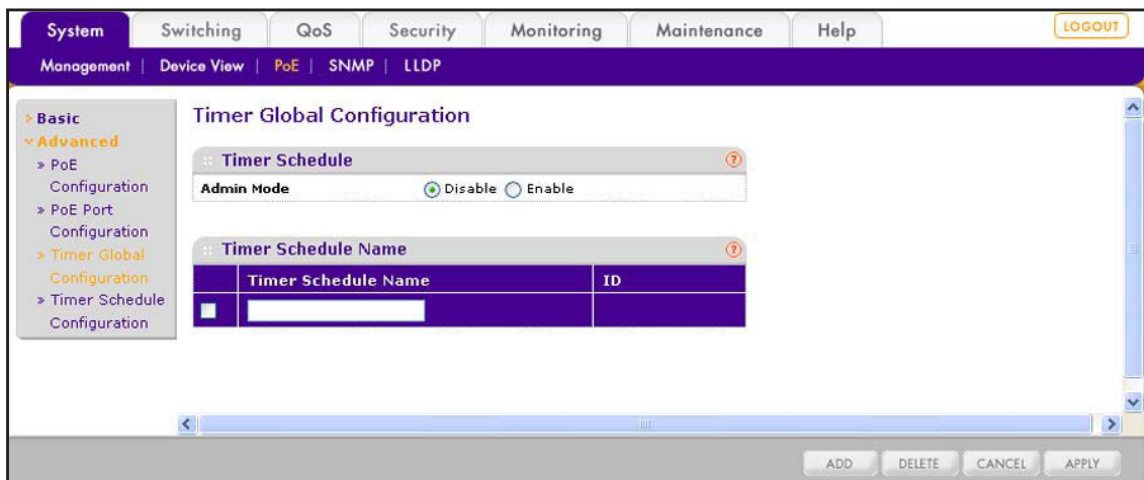 System
Switching
QoS
Security
Monitoring
Maintenance
Help
LOGOUT
Management | Device View | PoE | SNMP | LLDP
Basic
Advanced
PoE
Configuration
PoE Port
Configuration
Timer Global
Configuration
Timer Schedule
Configuration
Timer Global Configuration
Timer Schedule
Admin Mode
Disable
Enable
Timer Schedule Name
Timer Schedule Name
ID
ADD
DELETE
CANCEL
APPLY